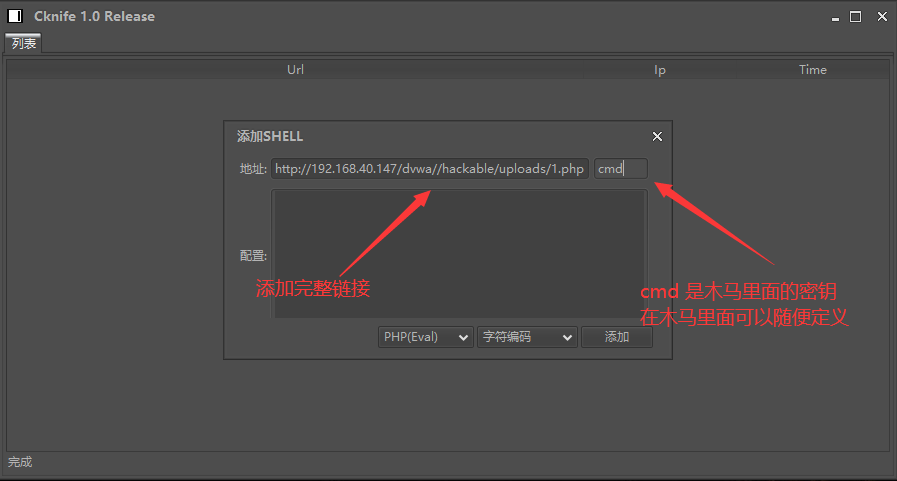 Cknife 1.0 Release
列表
Url Ip Time
添加SHELL
地址: http://192.168.40.147/dvwa//hackable/uploads/1.php cmd
配置:
添加完整链接
cmd 是木马里面的密钥
在木马里面可以随便定义
PHP(Eval) 字符编码 添加
完成